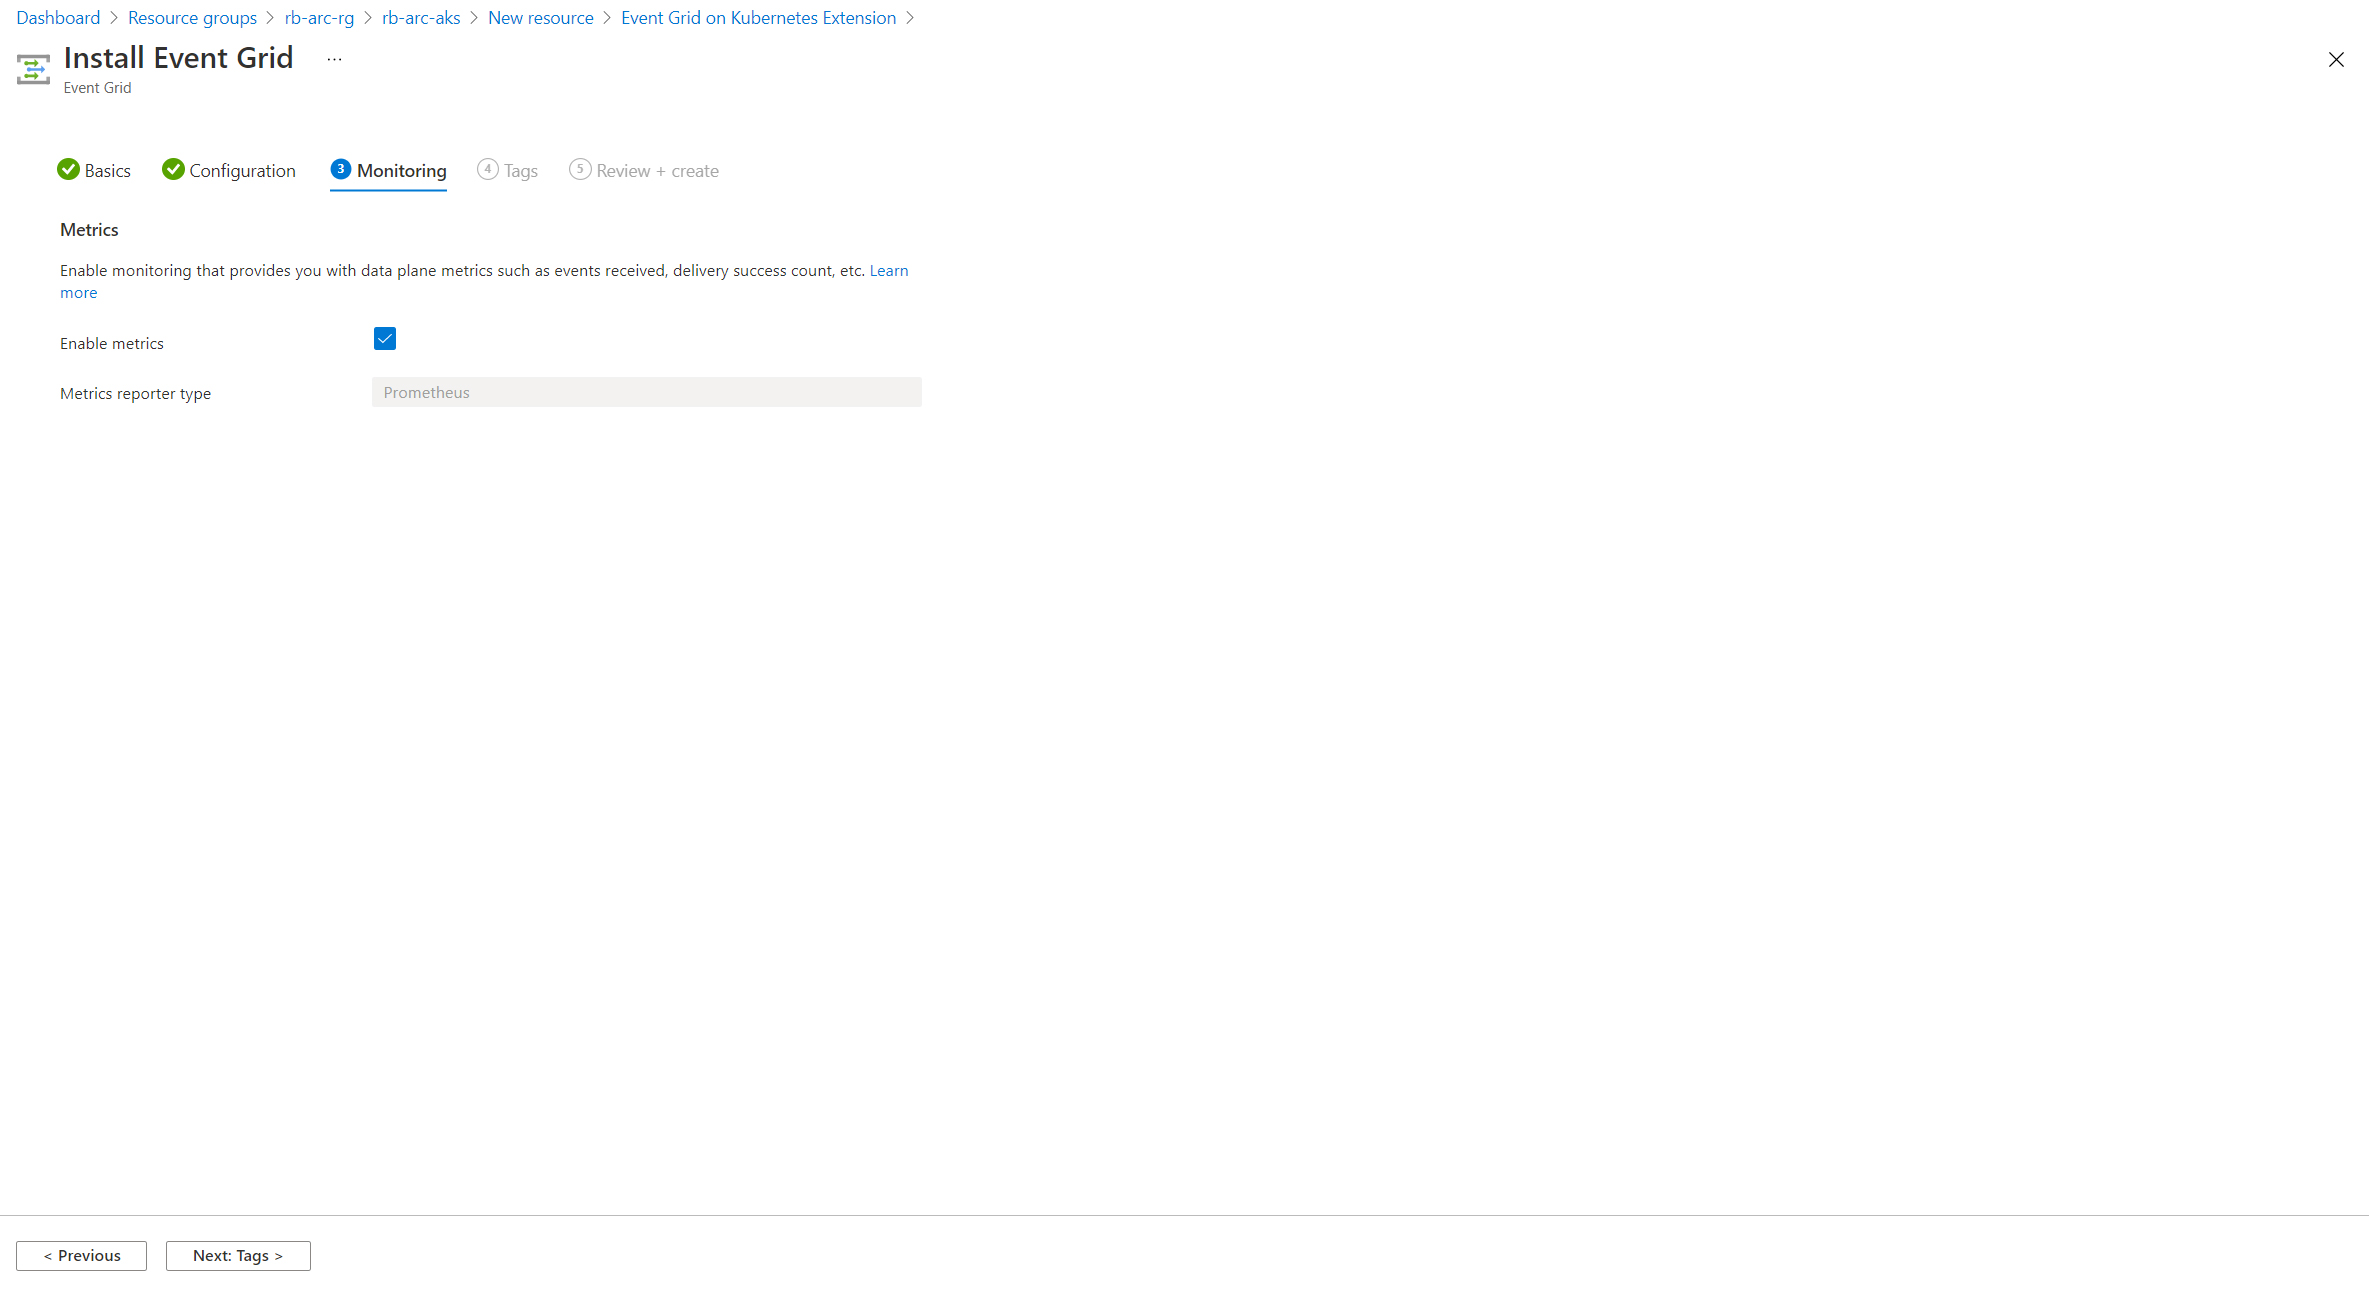 Dashboard > Resource groups > rb-arc-rg > rb-arc-aks > New resource > Event Grid on Kubernetes Extension >
Install Event Grid ...
Event Grid
Basics Configuration 3 Monitoring 4 Tags 5 Review + create
Metrics
Enable monitoring that provides you with data plane metrics such as events received, delivery success count, etc. Learn
more
Enable metrics
Metrics reporter type Prometheus
< Previous Next: Tags >